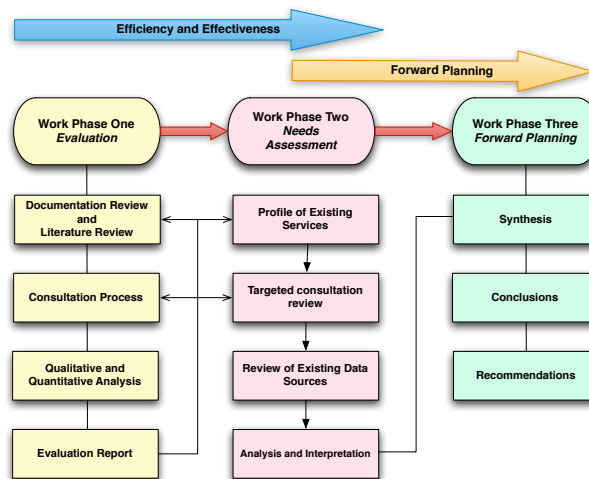 Efficiency and Effectiveness
Forward Planning
Work Phase One
Evaluation
Work Phase Two
Needs
Assessment
Work Phase Three
Forward Planning
Documentation Review
and
Literature Review
Profile of Existing
Services
Synthesis
Consultation Process
Targeted consultation
review
Conclusions
Qualitative and
Quantitative Analysis
Review of Existing Data
Sources
Recommendations
Evaluation Report
Analysis and Interpretation